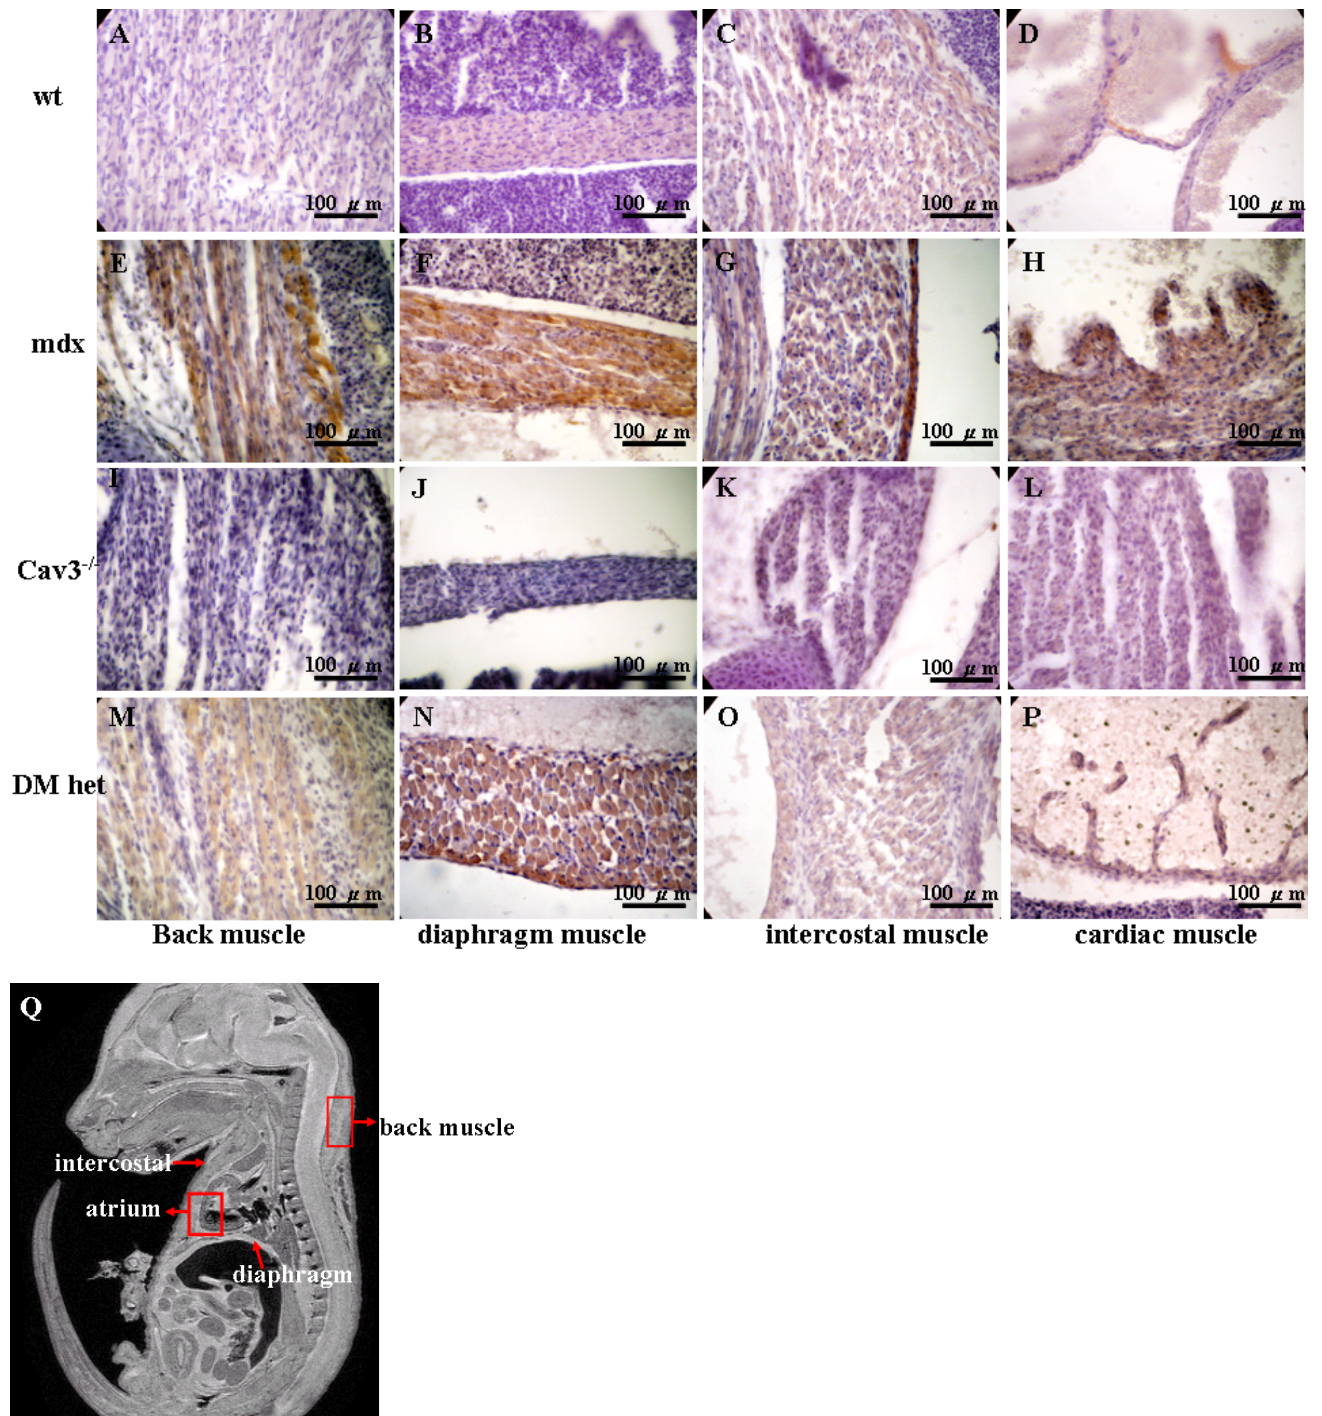 A B C D
wt
100 μm 100 μm 100 μm 100 μm
E F G H
mdx
100 μm 100 μm 100 μm 100 μm
I J K L
Cav3-/-
100 μm 100 μm 100 μm 100 μm
M N O P
DM het
100 μm 100 μm 100 μm 100 μm
Back muscle diaphragm muscle intercostal muscle cardiac muscle
Q
back muscle
intercostal
atrium
diaphragm